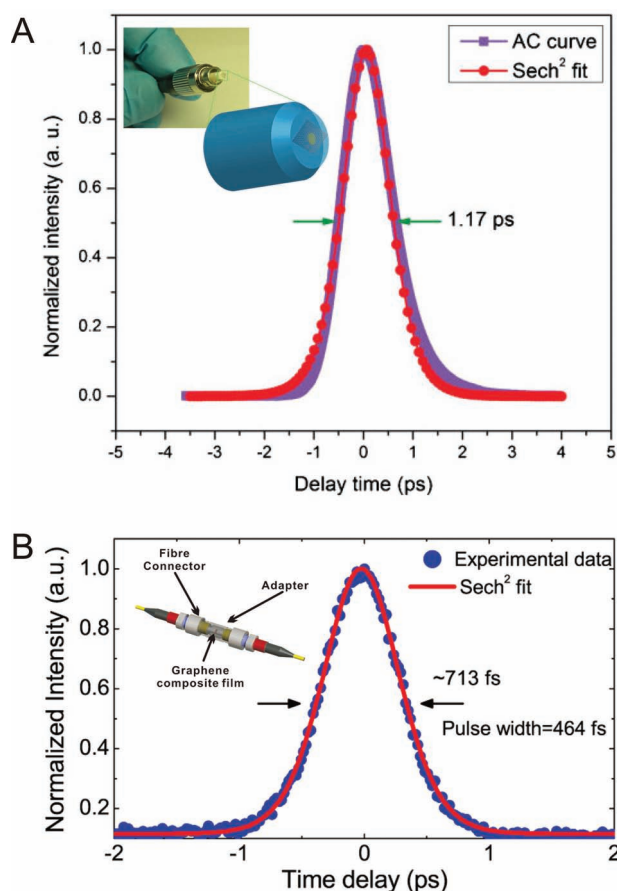 A
AC curve
Sech² fit
1.17 ps
Normalized intensity (a. u.)
1.0
0.8
0.6
0.4
0.2
0.0
-5 -4 -3 -2 -1 0 1 2 3 4 5
Delay time (ps)
B
Fibre
Connector
Adapter
Graphene
composite film
Experimental data
Sech² fit
~713 fs
Pulse width=464 fs
Normalized Intensity (a.u.)
1.0
0.8
0.6
0.4
0.2
-2 -1 0 1 2
Time delay (ps)